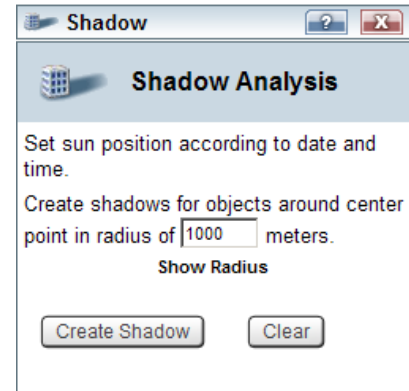 Shadow
? X
Shadow Analysis
Set sun position according to date and
time.
Create shadows for objects around center
point in radius of 1000 meters.
Show Radius
Create Shadow Clear